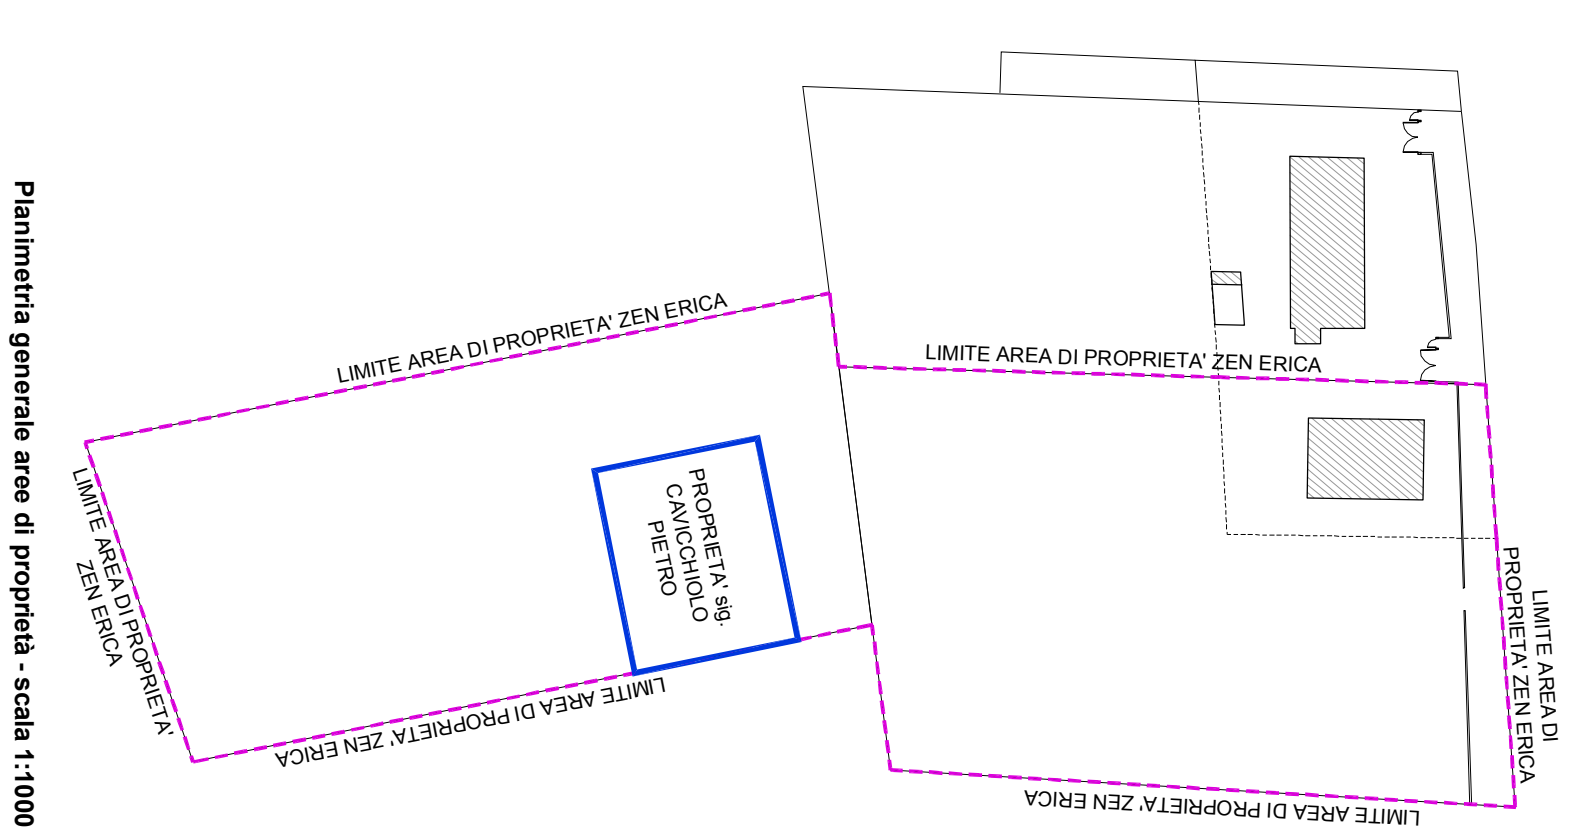 Planimetria generale aree di proprietà - scala 1:1000
LIMITE AREA DI PROPRIETA' ZEN ERICA
LIMITE AREA DI PROPRIETA' ZEN ERICA
LIMITE AREA DI PROPRIETA'
ZEN ERICA
PROPRIETA' sig.
CAVICCHIOLO
PIETRO
LIMITE AREA DI PROPRIETA' ZEN ERICA
LIMITE AREA DI
PROPRIETA' ZEN ERICA
LIMITE AREA DI PROPRIETA' ZEN ERICA